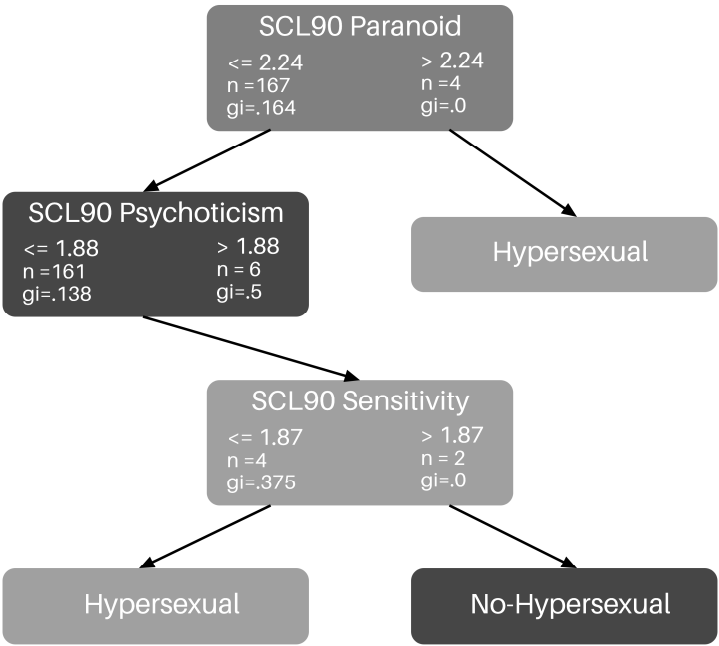 SCL90 Paranoid
<= 2.24
n =167
gi=.164
> 2.24
n =4
gi=.0
SCL90 Psychoticism
<= 1.88
n =161
gi=.138
> 1.88
n = 6
gi=.5
Hypersexual
SCL90 Sensitivity
<= 1.87
n =4
gi=.375
> 1.87
n = 2
gi=.0
Hypersexual
No-Hypersexual